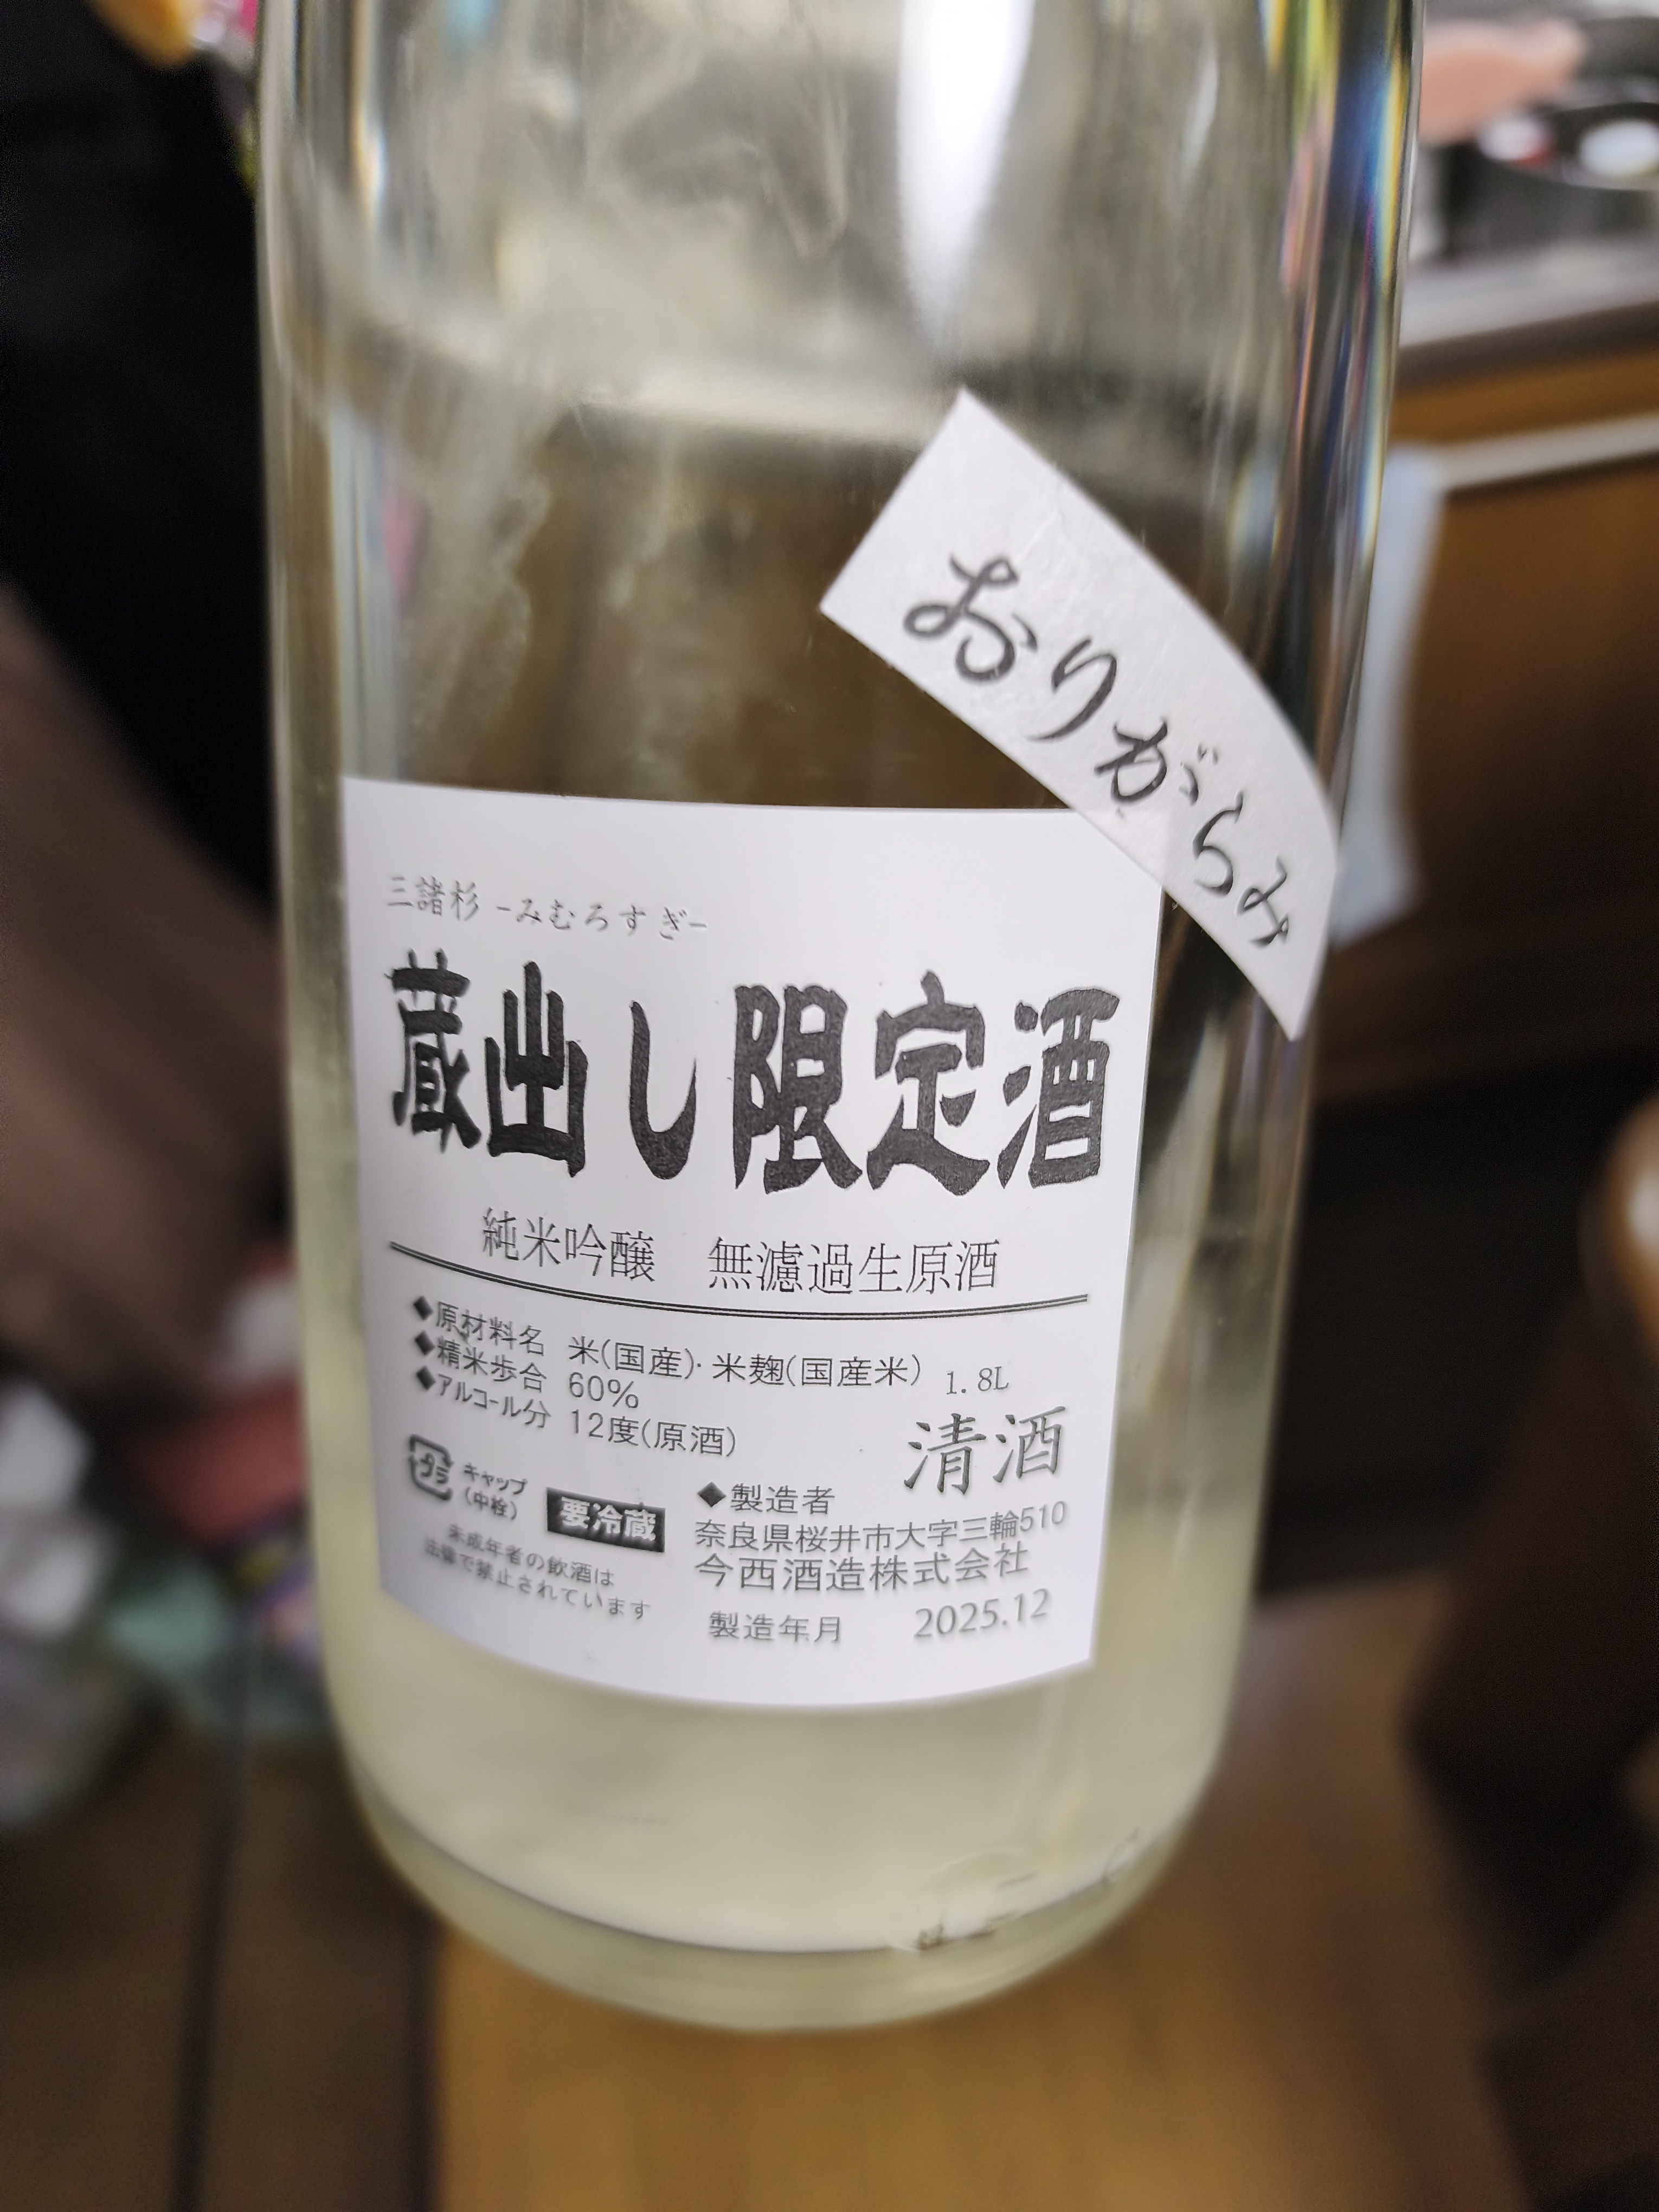 おりがらみ
三諸杉 -みむろすぎ-
蔵出し限定酒
純米吟醸 無濾過生原酒
◆原材料名 米(国産)・米麹(国産米) 1.8L
◆精米歩合 60%
◆アルコール分 12度(原酒)
清酒
ダミ キャップ
(中栓)
要冷蔵
未成年者の飲酒は
法律で禁止されています
◆製造者
奈良県桜井市大字三輪510
今西酒造株式会社
製造年月 2025.12